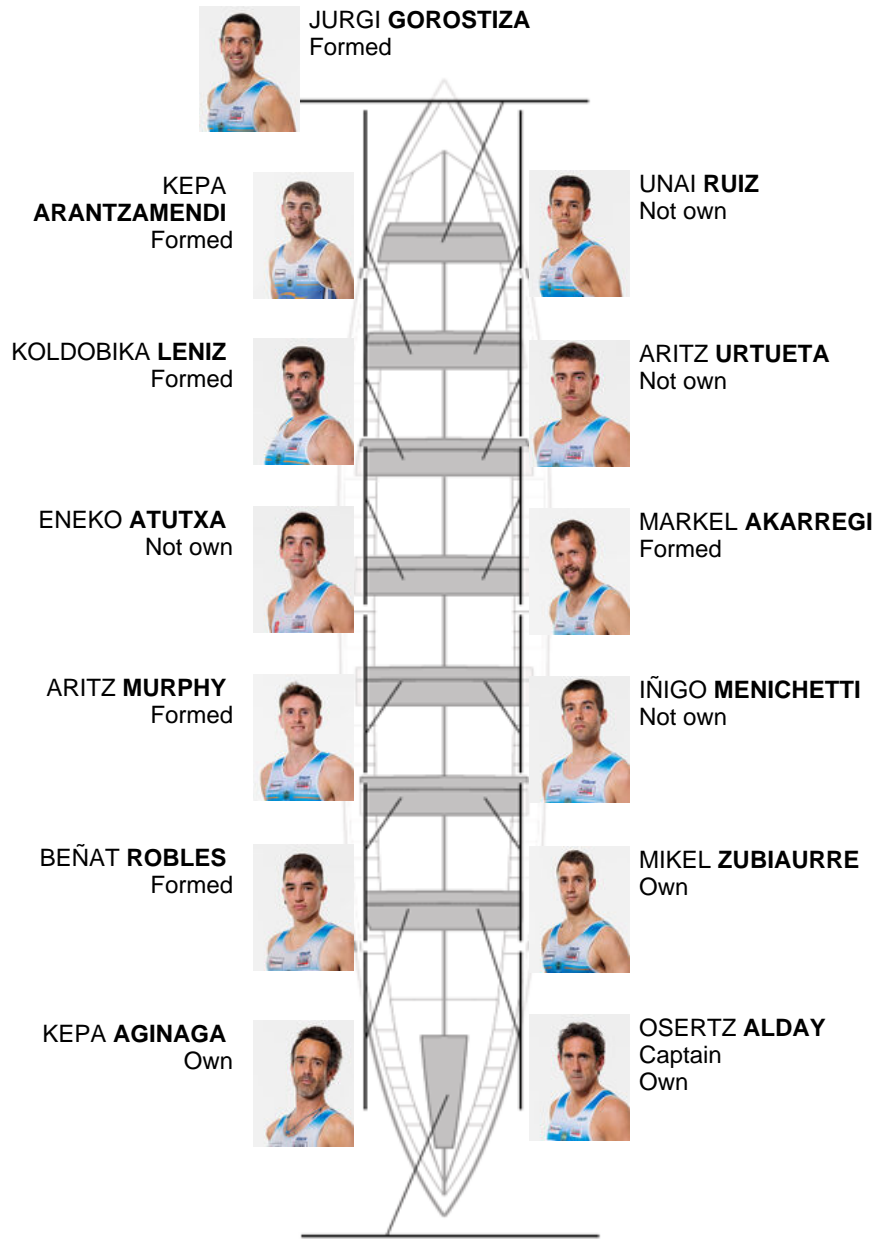 JURGI GOROSTIZA
Formed
KEPA
ARANTZAMENDI
Formed
UNAI RUIZ
Not own
KOLDOBIKA LENIZ
Formed
ARITZ URTUETA
Not own
ENEKO ATUTXA
Not own
MARKEL AKARREGI
Formed
ARITZ MURPHY
Formed
IÑIGO MENICHETTI
Not own
BEÑAT ROBLES
Formed
MIKEL ZUBIAURRE
Own
KEPA AGINAGA
Own
OSERTZ ALDAY
Captain
Own